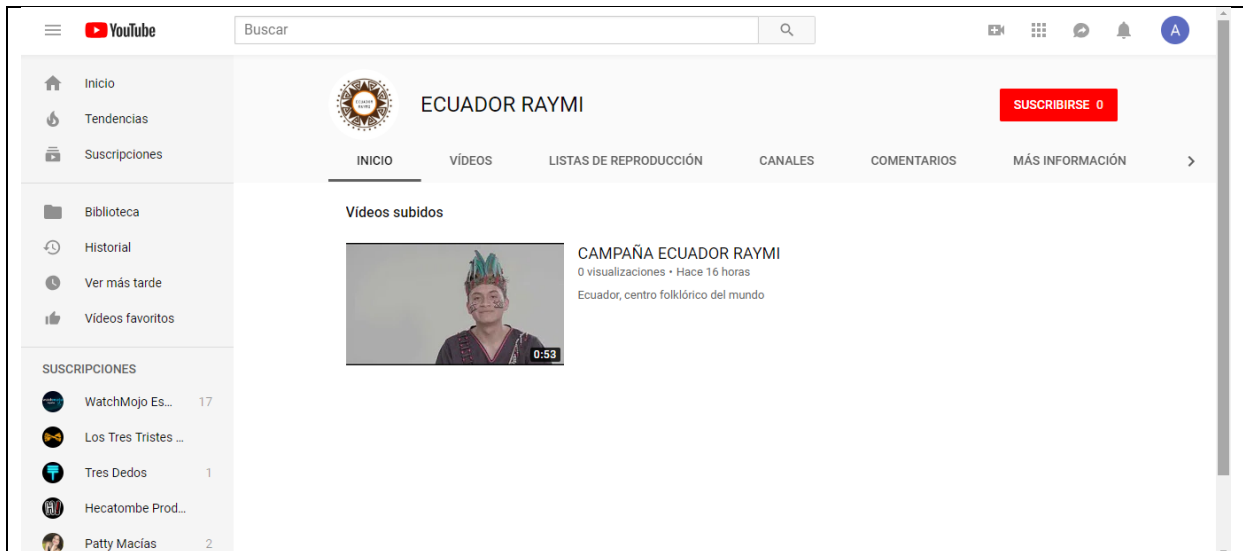 YouTube
Buscar
A
Inicio
Tendencias
Suscripciones
Biblioteca
Historial
Ver más tarde
Vídeos favoritos
SUSCRIPCIONES
WatchMojo Es... 17
Los Tres Tristes ...
Tres Dedos 1
Hecatombe Prod...
Patty Macías 2
ECUADOR RAYMI
ECUADOR RAYMI
SUSCRIBIRSE 0
INICIO VÍDEOS LISTAS DE REPRODUCCIÓN CANALES COMENTARIOS MÁS INFORMACIÓN
Vídeos subidos
0:53
CAMPAÑA ECUADOR RAYMI
0 visualizaciones • Hace 16 horas
Ecuador, centro folklórico del mundo